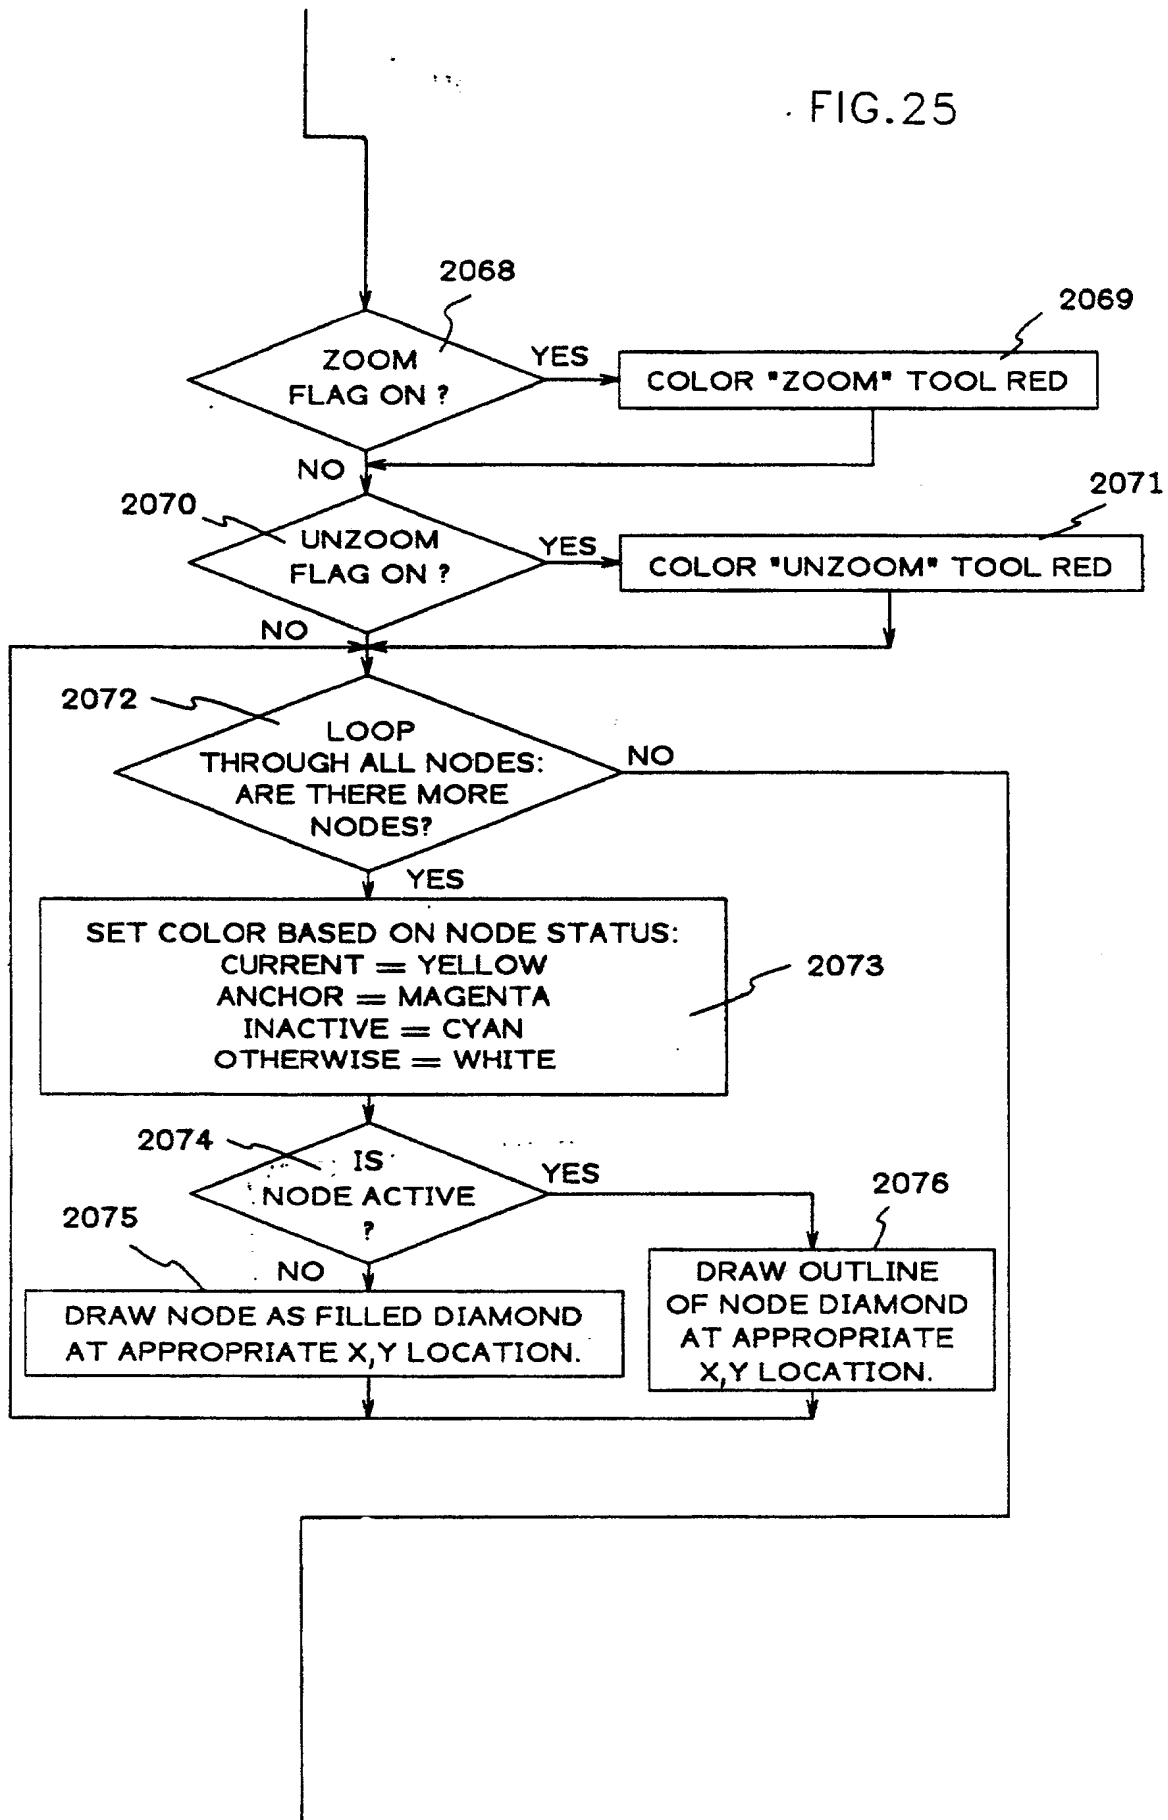 FIG.25
2068
2069
ZOOM
FLAG ON ?
YES
COLOR "ZOOM" TOOL RED
NO
2070
2071
UNZOOM
FLAG ON ?
YES
COLOR "UNZOOM" TOOL RED
NO
2072
LOOP
THROUGH ALL NODES:
ARE THERE MORE
NODES?
NO
YES
SET COLOR BASED ON NODE STATUS:
CURRENT = YELLOW
ANCHOR = MAGENTA
INACTIVE = CYAN
OTHERWISE = WHITE
2073
2074
IS
NODE ACTIVE
?
YES
2076
2075
NO
DRAW NODE AS FILLED DIAMOND
AT APPROPRIATE X,Y LOCATION.
DRAW OUTLINE
OF NODE DIAMOND
AT APPROPRIATE
X,Y LOCATION.